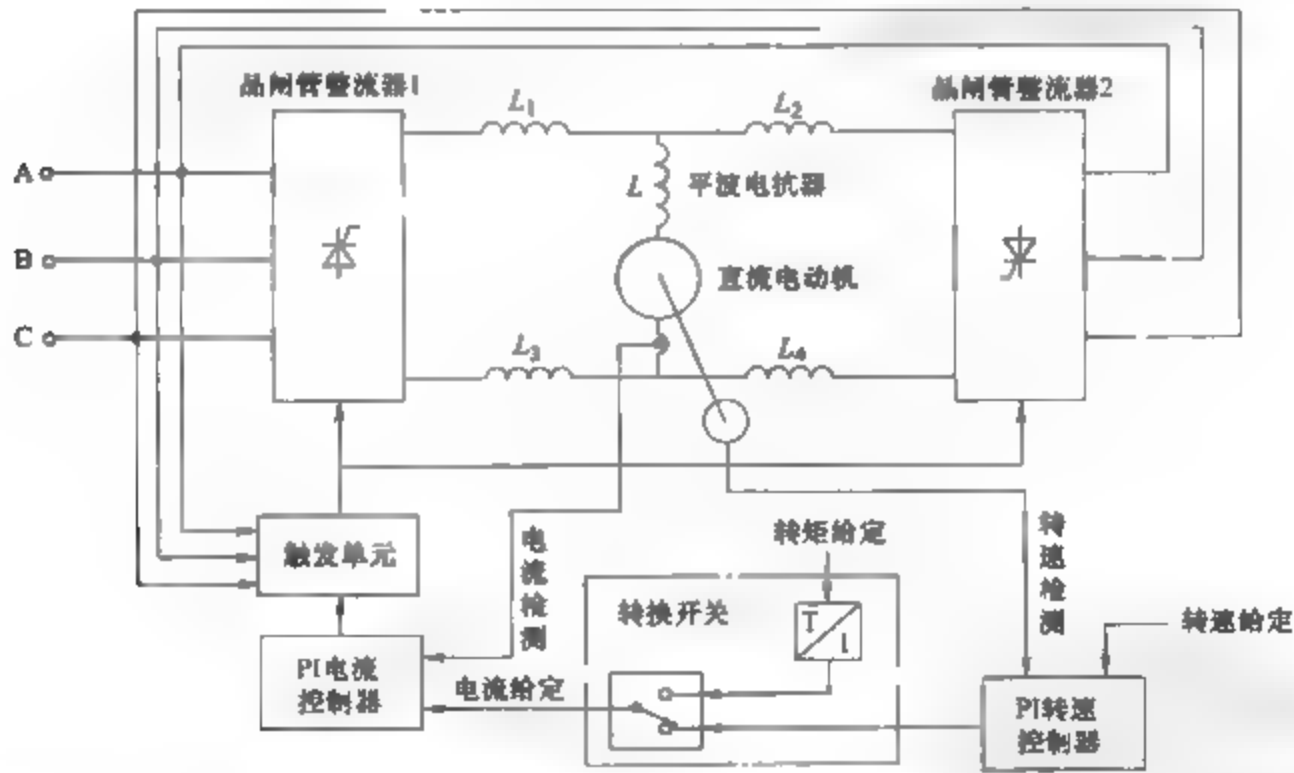 晶闸管整流器1
晶闸管整流器2
L1
L2
A
L
平波电抗器
B
直流电动机
C
L3
L4
触发单元
电流检测
转矩给定
转速检测
转换开关
T
I
转速给定
PI电流
控制器
电流给定
PI转速
控制器